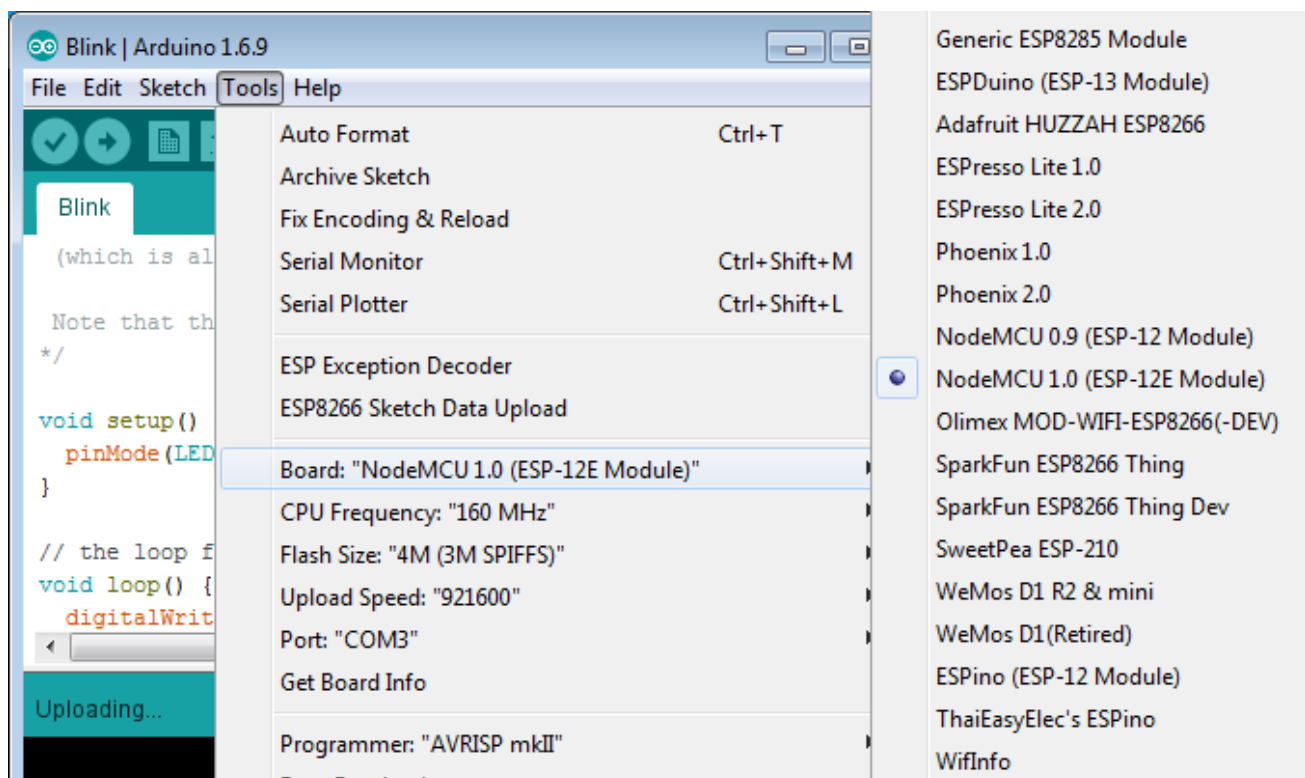 Blink | Arduino 1.6.9
File Edit Sketch Tools Help
Blink
(which is al
Note that th
*/
void setup()
pinMode(LED
}
// the loop f
void loop() {
digitalWrit
Uploading...
Auto Format Ctrl+T
Archive Sketch
Fix Encoding & Reload
Serial Monitor Ctrl+Shift+M
Serial Plotter Ctrl+Shift+L
ESP Exception Decoder
ESP8266 Sketch Data Upload
Board: "NodeMCU 1.0 (ESP-12E Module)"
CPU Frequency: "160 MHz"
Flash Size: "4M (3M SPIFFS)"
Upload Speed: "921600"
Port: "COM3"
Get Board Info
Programmer: "AVRISP mkII"
Generic ESP8285 Module
ESPDuino (ESP-13 Module)
Adafruit HUZZAH ESP8266
ESPresso Lite 1.0
ESPresso Lite 2.0
Phoenix 1.0
Phoenix 2.0
NodeMCU 0.9 (ESP-12 Module)
NodeMCU 1.0 (ESP-12E Module)
Olimex MOD-WIFI-ESP8266(-DEV)
SparkFun ESP8266 Thing
SparkFun ESP8266 Thing Dev
SweetPea ESP-210
WeMos D1 R2 & mini
WeMos D1(Retired)
ESPino (ESP-12 Module)
ThaiEasyElec's ESPino
WifInfo